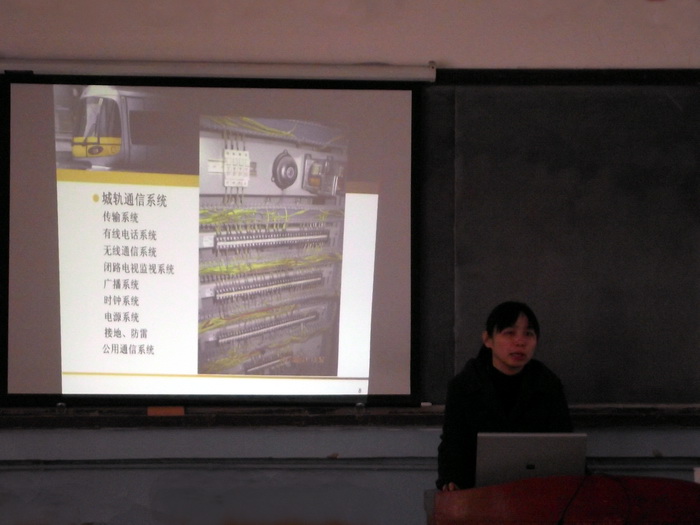 城轨通信系统
传输系统
有线电话系统
无线通信系统
闭路电视监视系统
广播系统
时钟系统
电源系统
接地、防雷
公用通信系统
8